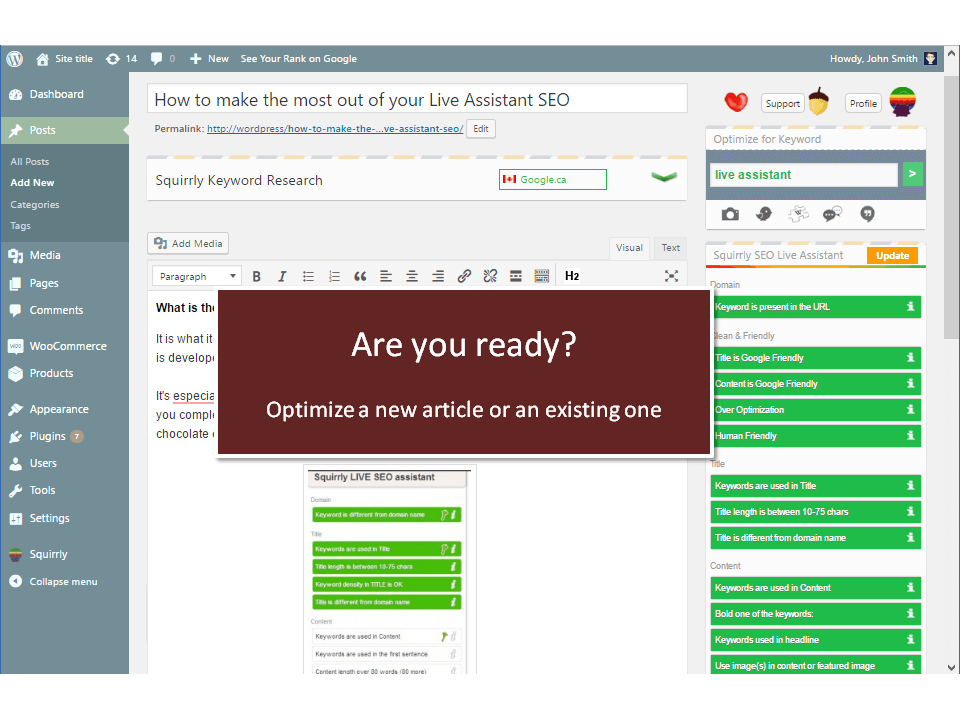 Site title
14
0
New
See Your Rank on Google
Howdy, John Smith
Dashboard
Posts
All Posts
Add New
Categories
Tags
Media
Pages
Comments
WooCommerce
Products
Appearance
Plugins 7
Users
Tools
Settings
Squirrly
Collapse menu
How to make the most out of your Live Assistant SEO
Permalink: http://wordpress/how-to-make-the-...ve-assistant-seo/ Edit
Squirrly Keyword Research
Google.ca
Add Media
Visual Text
Paragraph
B I H2
What is the
It is what it
is develope
It's especia
you comple
chocolate
Are you ready?
Optimize a new article or an existing one
Squirrly LIVE SEO assistant
Domain
Keyword is different from domain name
Title
Keywords are used in Title
Title length is between 10-75 chars
Keyword density in TITLE is OK
Title is different from domain name
Content
Keywords are used in Content
Keywords are used in the first sentence
Content length over 80 words (80 more)
Support
Profile
Optimize for Keyword
live assistant >
Squirrly SEO Live Assistant
Update
Domain
Keyword is present in the URL
Clean & Friendly
Title is Google Friendly
Content is Google Friendly
Over Optimization
Human Friendly
Title
Keywords are used in Title
Title length is between 10-75 chars
Title is different from domain name
Content
Keywords are used in Content
Bold one of the keywords:
Keywords used in headline
Use image(s) in content or featured image